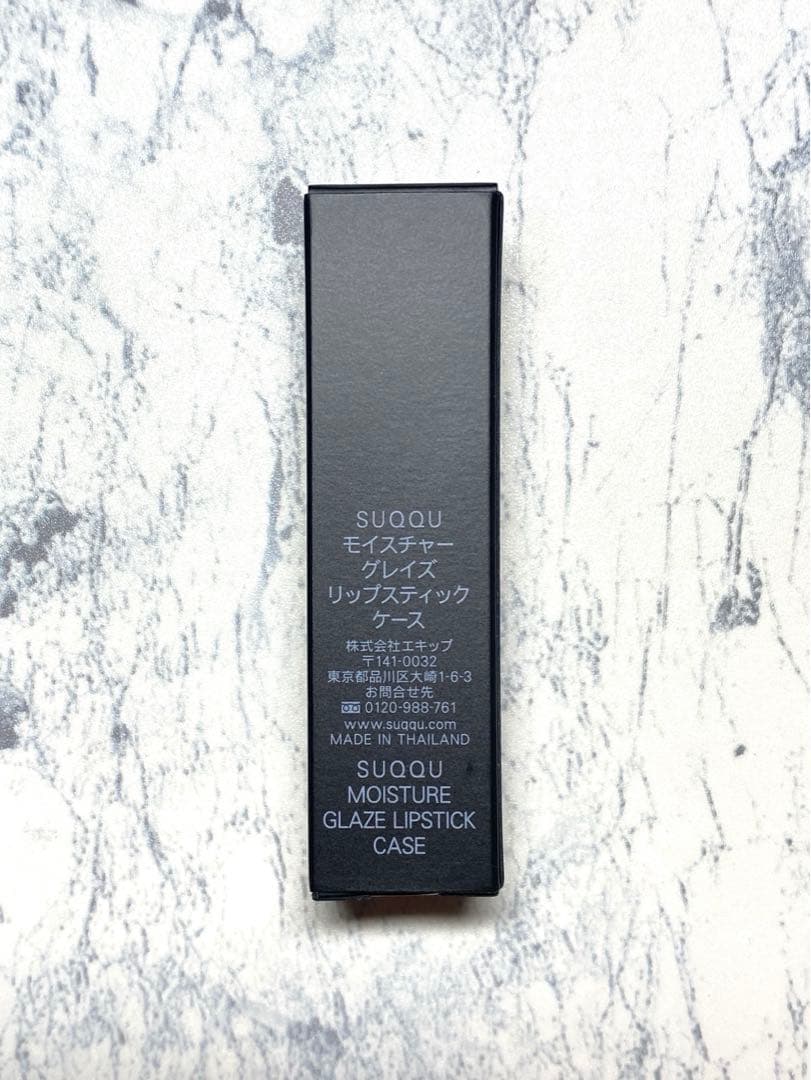 SUQQU
モイスチャー
グレイズ
リップスティック
ケース
株式会社エキップ
〒141-0032
東京都品川区大崎1-6-3
お問合せ先
0120-988-761
www.suqqu.com
MADE IN THAILAND
SUQQU
MOISTURE
GLAZE LIPSTICK
CASE